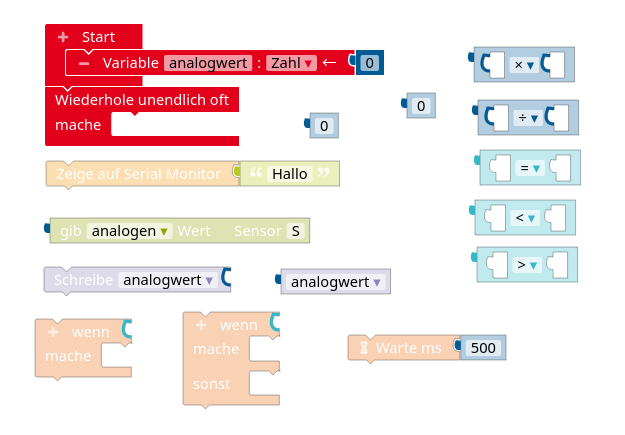 + Start
− Variable analogwert : Zahl ▾ ← 0
Wiederhole unendlich oft
mache
0
0
× ▾
÷ ▾
= ▾
< ▾
> ▾
Zeige auf Serial Monitor “ Hallo ”
gib analogen ▾ Wert Sensor S
Schreibe analogwert ▾
analogwert ▾
+ wenn
mache
+ wenn
mache
sonst
Warte ms 500